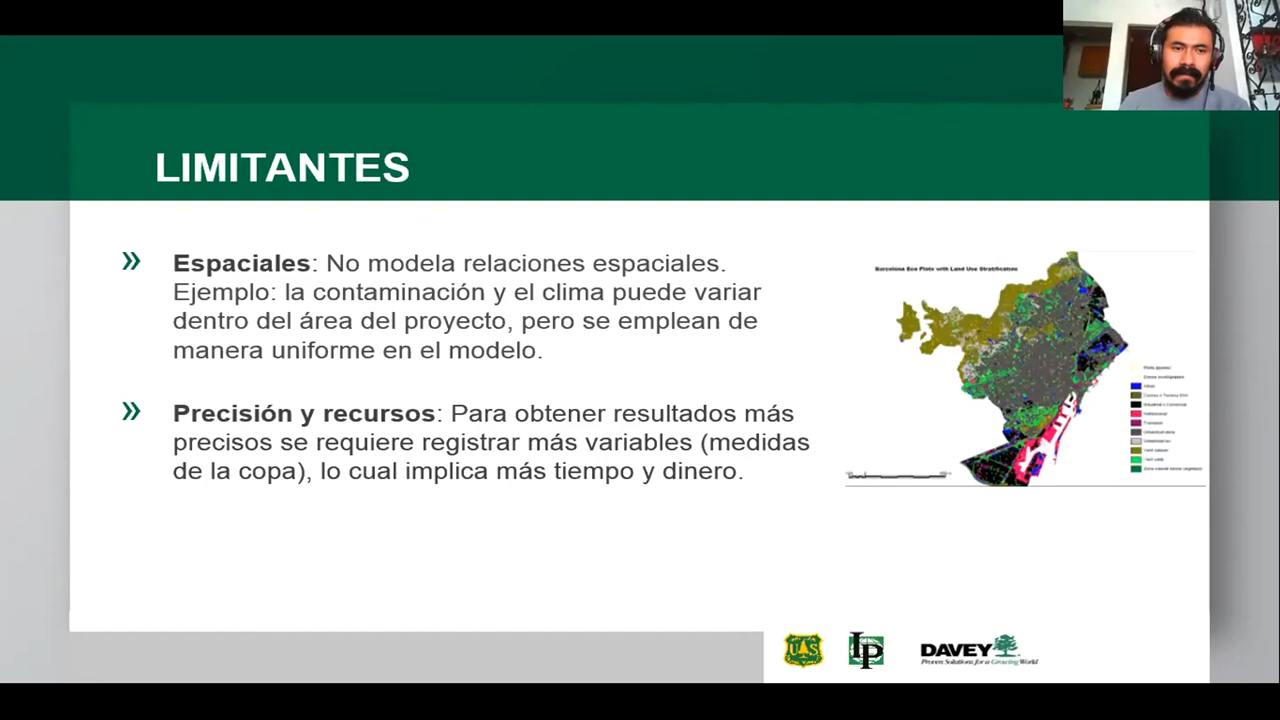 LIMITANTES
» Espaciales: No modela relaciones espaciales.
Ejemplo: la contaminación y el clima puede variar
dentro del área del proyecto, pero se emplean de
manera uniforme en el modelo.
» Precisión y recursos: Para obtener resultados más
precisos se requiere registrar más variables (medidas
de la copa), lo cual implica más tiempo y dinero.
Barcelona Eco Plots with Land Use Stratification
UAS
LP
DAVEY
Proven Solutions for a Growing World